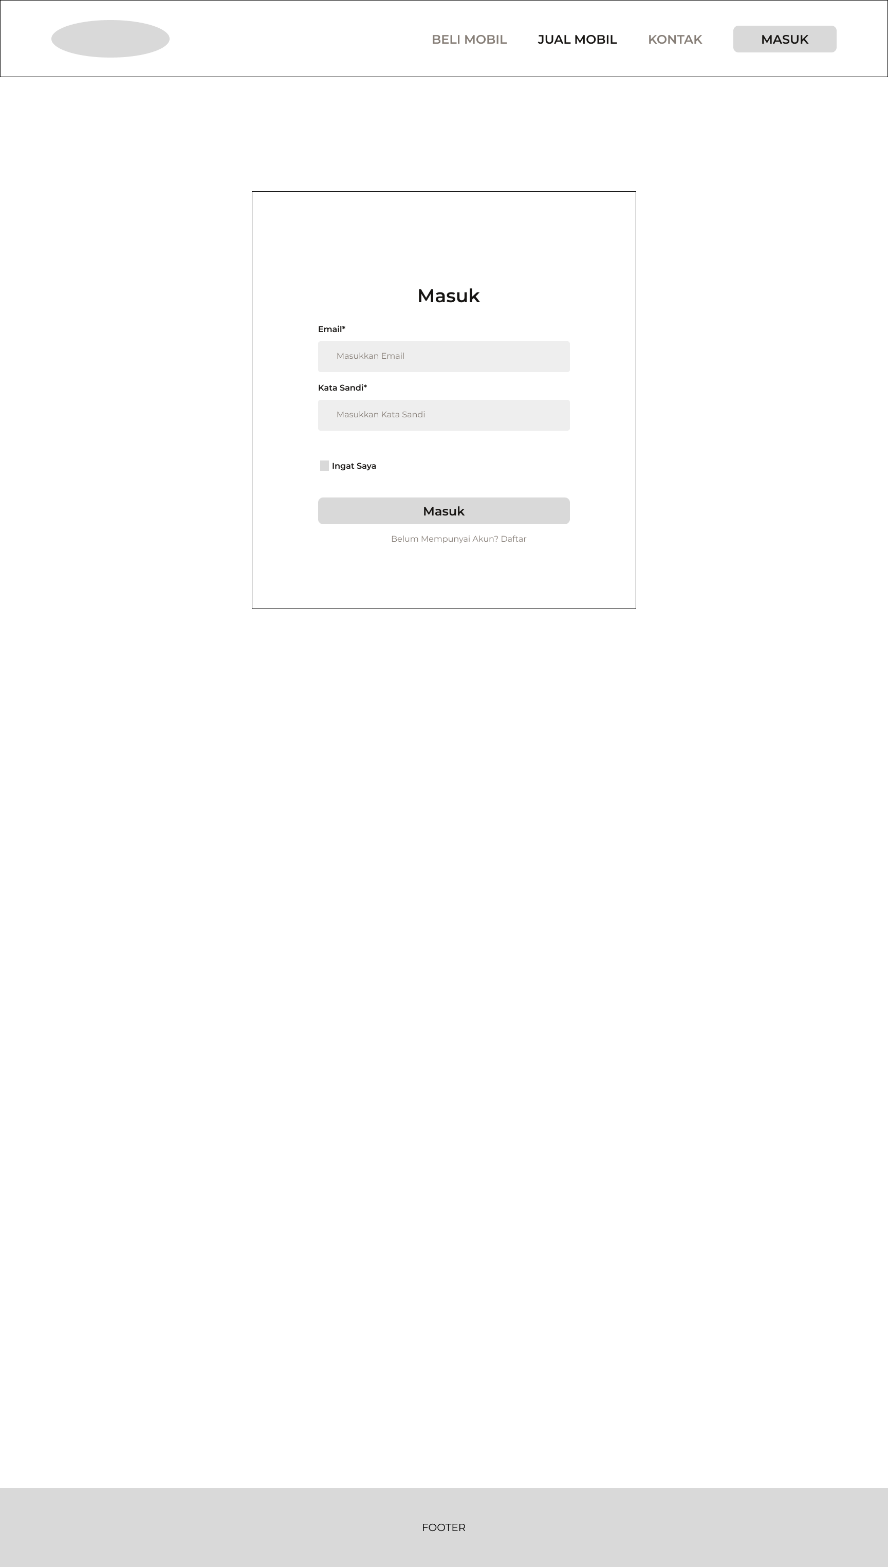 BELI MOBIL
JUAL MOBIL
KONTAK
MASUK
Masuk
Email*
Masukkan Email
Kata Sandi*
Masukkan Kata Sandi
Ingat Saya
Masuk
Belum Mempunyai Akun? Daftar
FOOTER